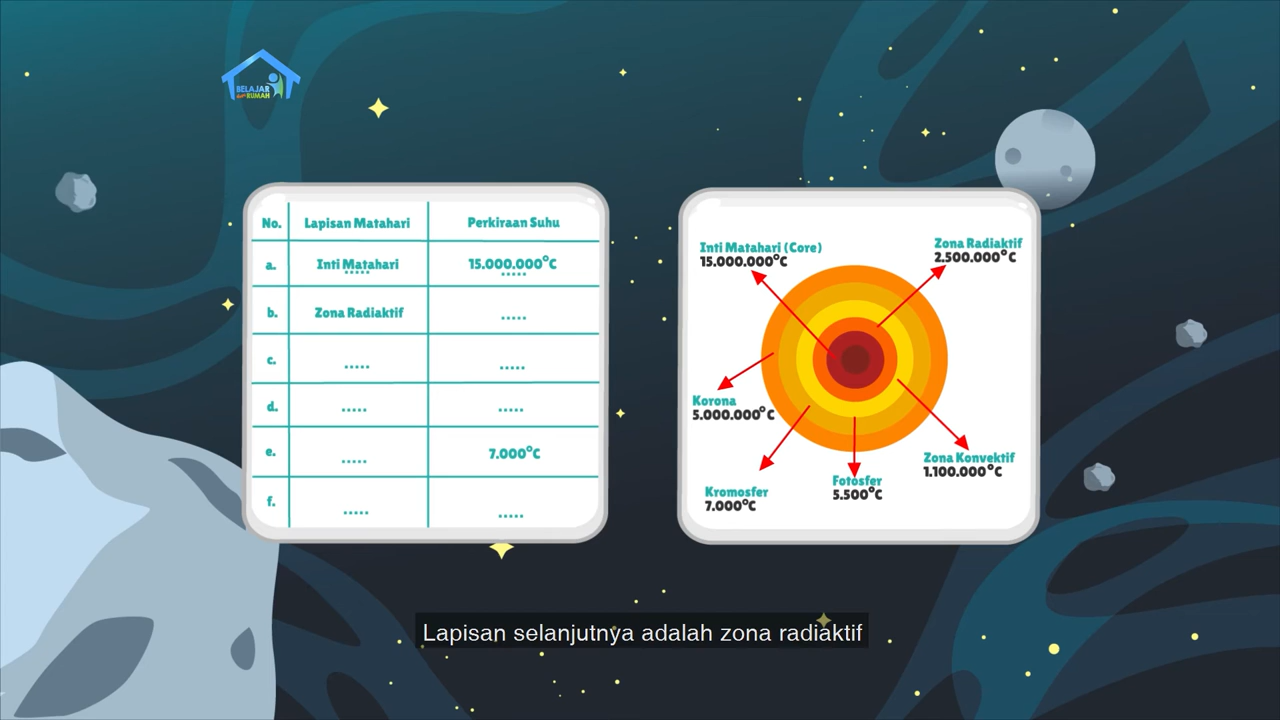 BELAJAR
dari RUMAH
No. Lapisan Matahari Perkiraan Suhu
a. Inti Matahari 15.000.000°C
..... .....
b. Zona Radiaktif .....
c. ..... .....
d. ..... .....
e. ..... 7.000°C
f. ..... .....
Inti Matahari (Core)
15.000.000°C
Zona Radiaktif
2.500.000°C
Korona
5.000.000°C
Zona Konvektif
1.100.000°C
Kromosfer
7.000°C
Fotosfer
5.500°C
Lapisan selanjutnya adalah zona radiaktif